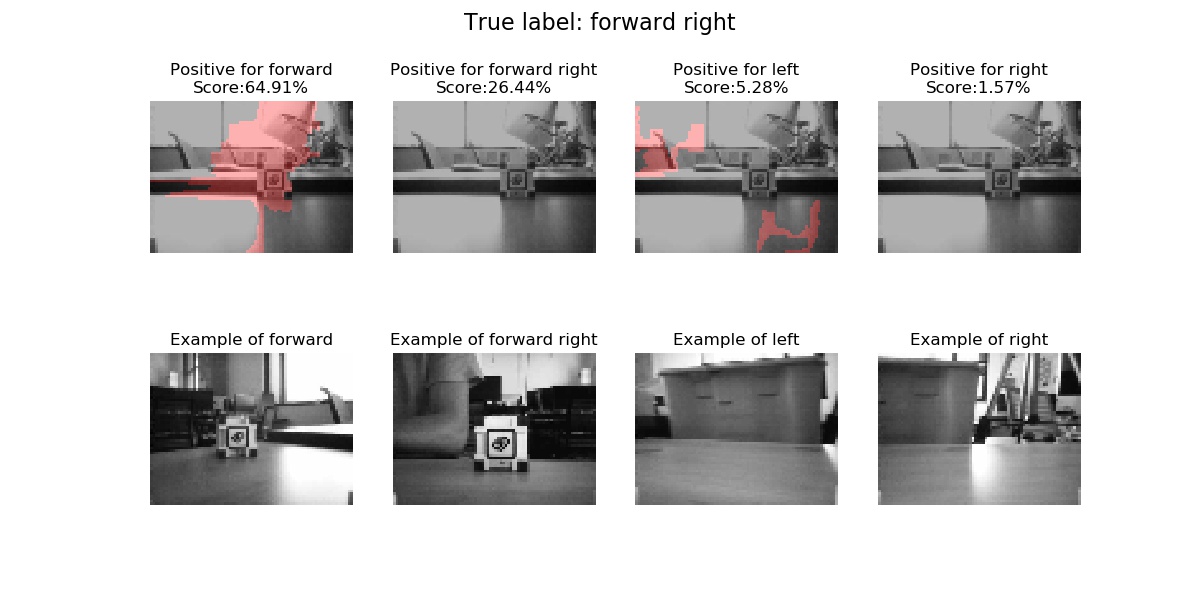 True label: forward right
Positive for forward
Score:64.91%
Positive for forward right
Score:26.44%
Positive for left
Score:5.28%
Positive for right
Score:1.57%
Example of forward
Example of forward right
Example of left
Example of right